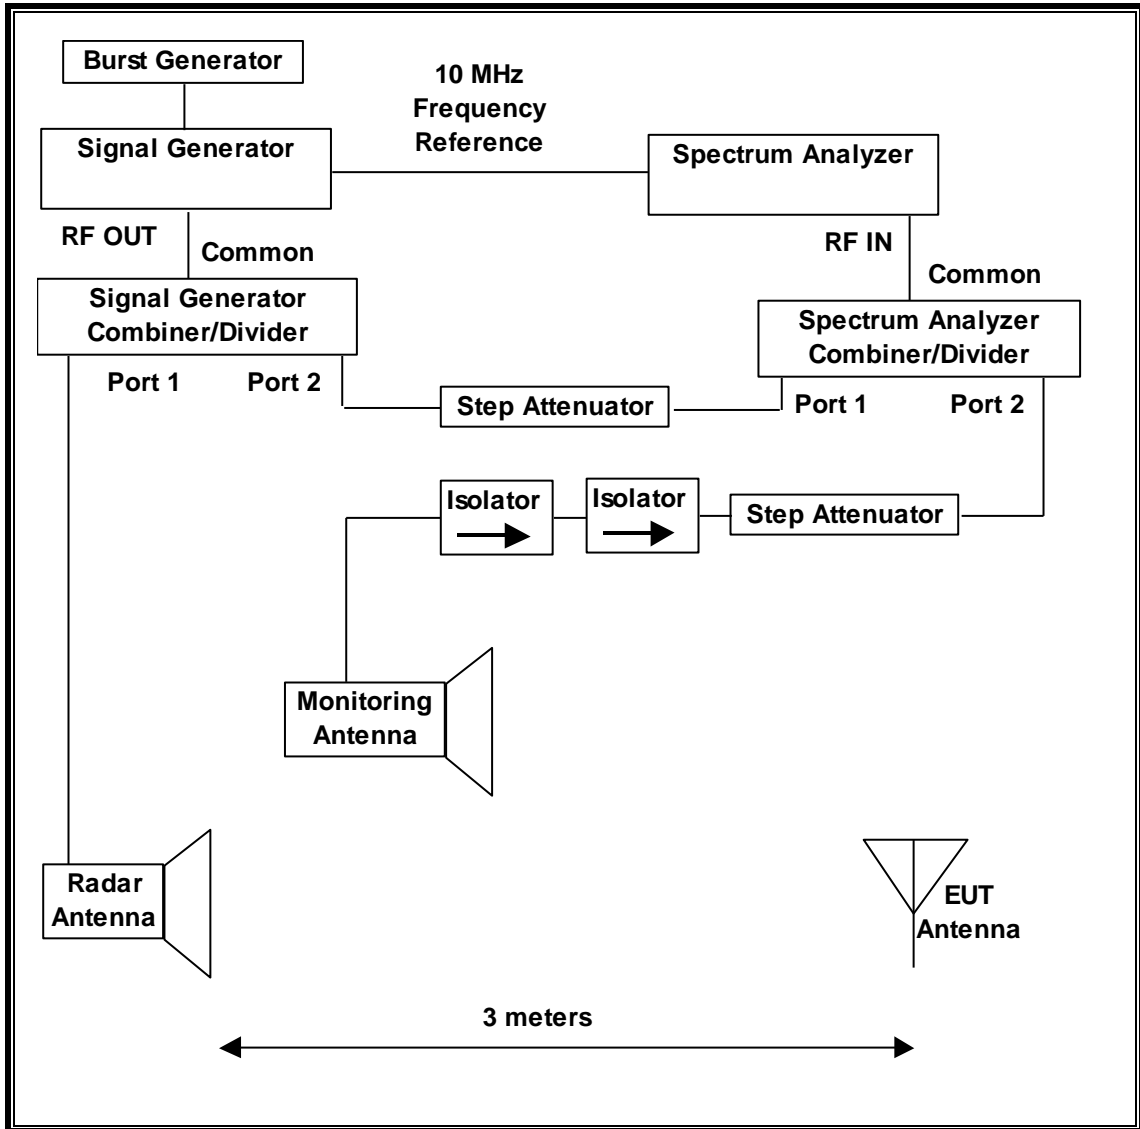 Burst Generator
10 MHz
Frequency
Reference
Signal Generator
Spectrum Analyzer
RF OUT
Common
RF IN
Common
Signal Generator
Combiner/Divider
Spectrum Analyzer
Combiner/Divider
Port 1
Port 2
Step Attenuator
Port 1
Port 2
Isolator
Isolator
Step Attenuator
Monitoring
Antenna
Radar
Antenna
EUT
Antenna
3 meters